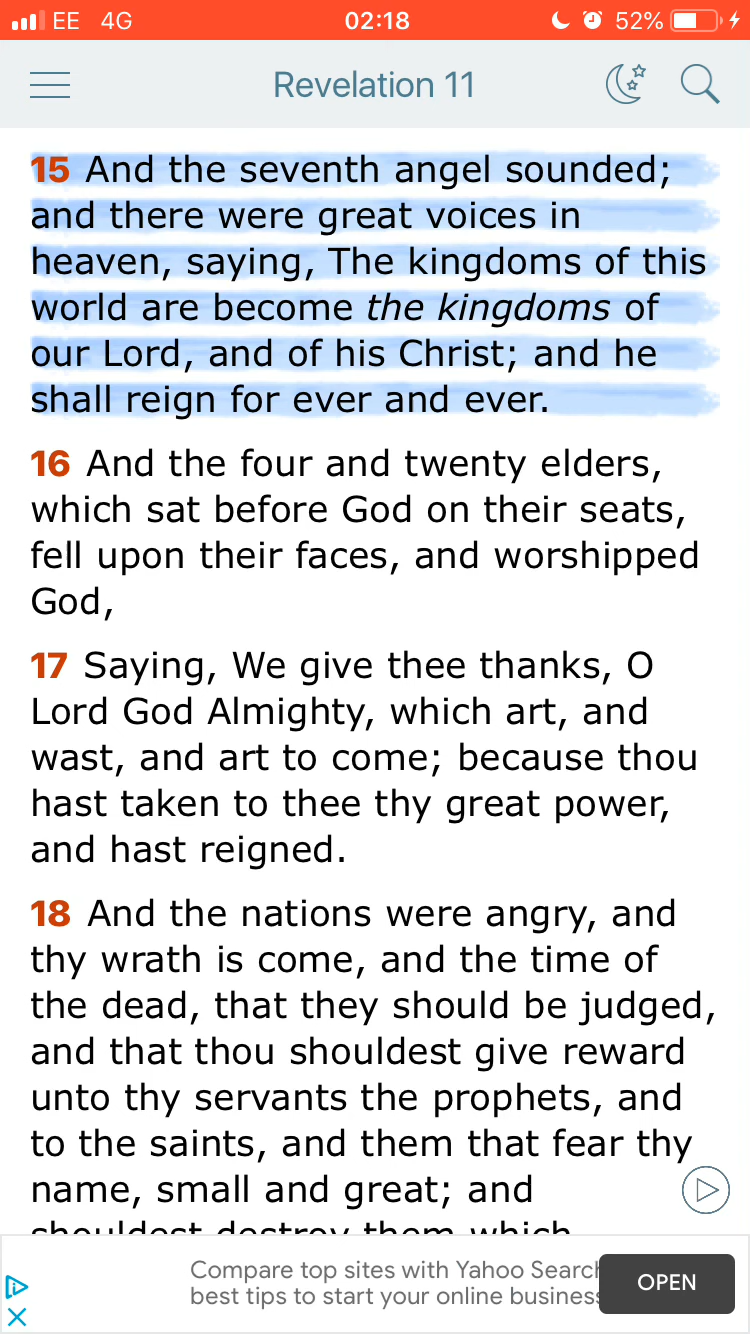 EE 4G 02:18 52%
Revelation 11
15 And the seventh angel sounded;
and there were great voices in
heaven, saying, The kingdoms of this
world are become the kingdoms of
our Lord, and of his Christ; and he
shall reign for ever and ever.
16 And the four and twenty elders,
which sat before God on their seats,
fell upon their faces, and worshipped
God,
17 Saying, We give thee thanks, O
Lord God Almighty, which art, and
wast, and art to come; because thou
hast taken to thee thy great power,
and hast reigned.
18 And the nations were angry, and
thy wrath is come, and the time of
the dead, that they should be judged,
and that thou shouldest give reward
unto thy servants the prophets, and
to the saints, and them that fear thy
name, small and great; and
shouldest destroy them which
Compare top sites with Yahoo Search
best tips to start your online business
OPEN